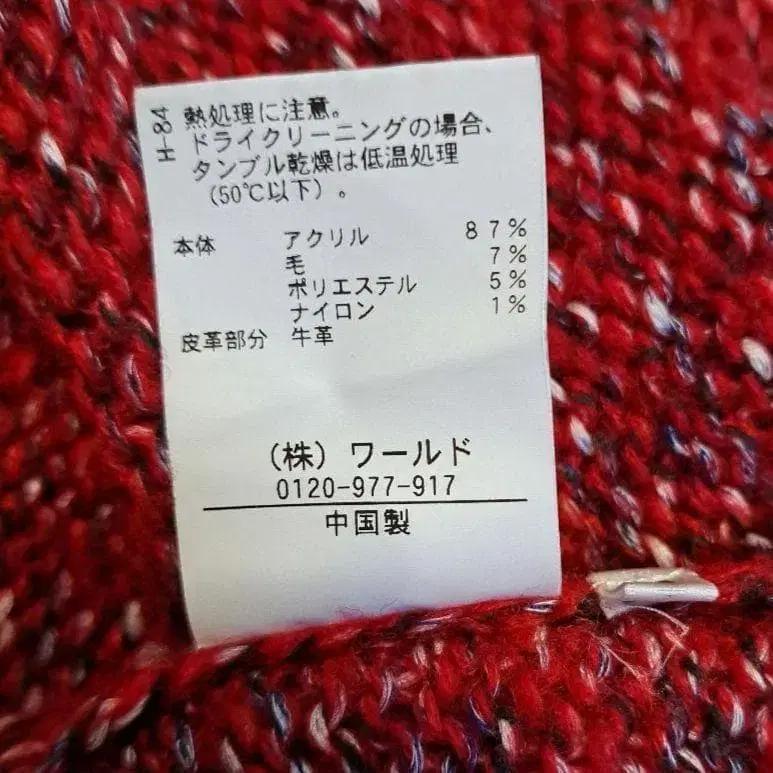 H-84
熱処理に注意。
ドライクリーニングの場合、
タンブル乾燥は低温処理
(50℃以下)。
本体 アクリル 87%
毛 7%
ポリエステル 5%
ナイロン 1%
皮革部分 牛革
(株) ワールド
0120-977-917
中国製